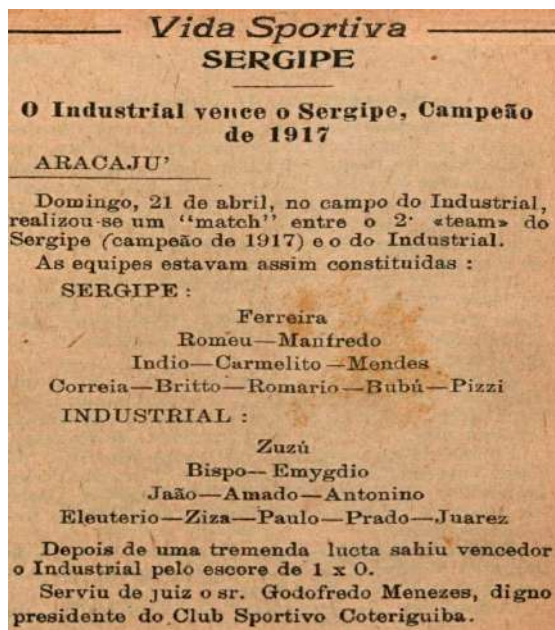 Vida Sportiva
SERGIPE
O Industrial vence o Sergipe, Campeão
de 1917
ARACAJU'
Domingo, 21 de abril, no campo do Industrial,
realizou-se um “match” entre o 2· «team» do
Sergipe (campeão de 1917) e o do Industrial.
As equipes estavam assim constituidas :
SERGIPE :
Ferreira
Romeu—Manfredo
Indio—Carmelito—Mendes
Correia—Britto—Romario—Bubú—Pizzi
INDUSTRIAL :
Zuzú
Bispo—Emygdio
Jaão—Amado—Antonino
Eleuterio—Ziza—Paulo—Prado—Juarez
Depois de uma tremenda lucta sahiu vencedor
o Industrial pelo escore de 1 x 0.
Serviu de juiz o sr. Godofredo Menezes, digno
presidente do Club Sportivo Coteriguiba.